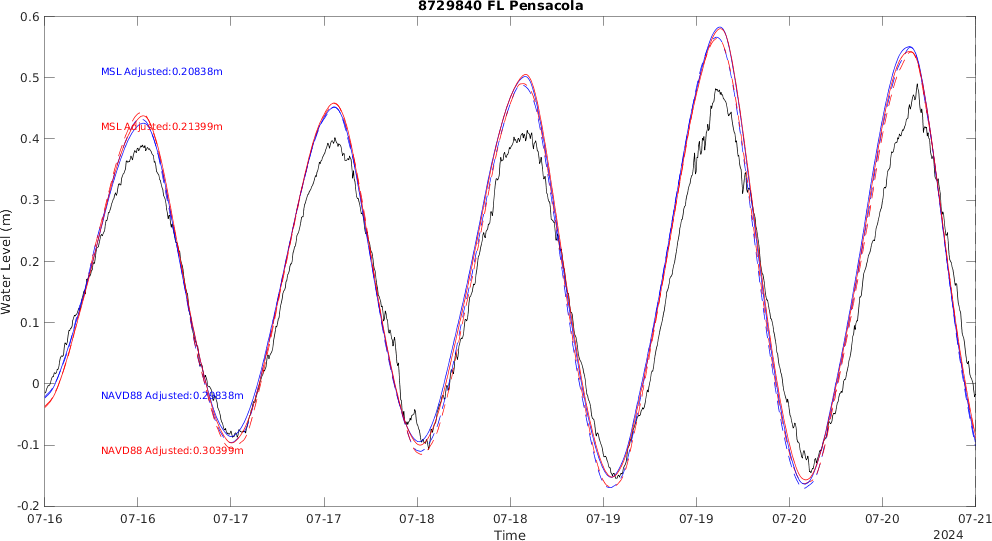 8729840 FL Pensacola
0.6
0.5
0.4
0.3
0.2
0.1
0
-0.1
-0.2
Water Level (m)
MSL Adjusted:0.20838m
MSL Adjusted:0.21399m
NAVD88 Adjusted:0.29838m
NAVD88 Adjusted:0.30399m
07-16 07-16 07-17 07-17 07-18 07-18 07-19 07-19 07-20 07-20 07-21
Time
2024